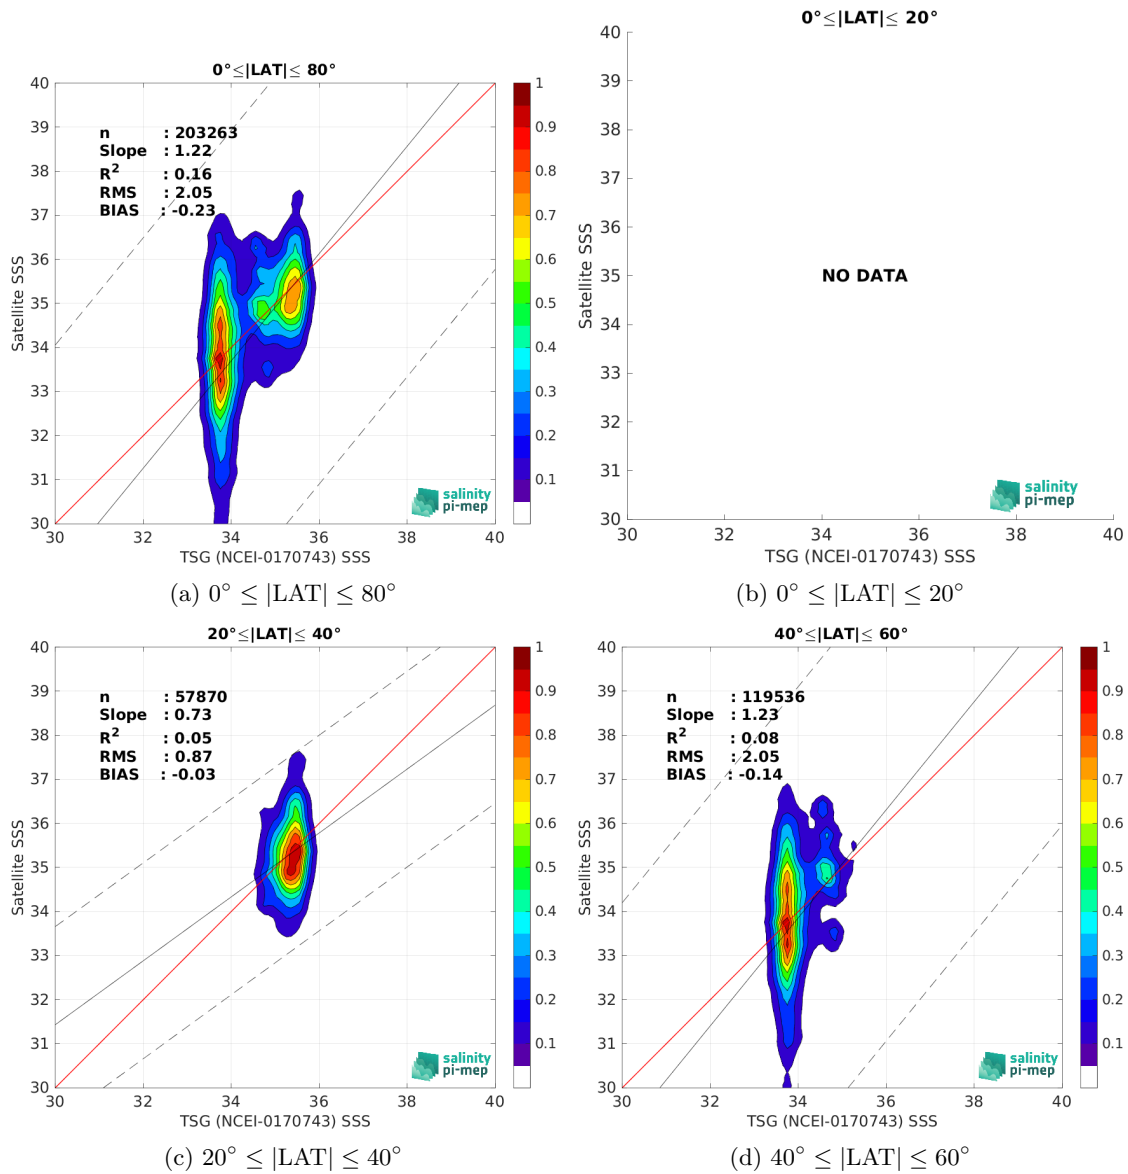 0°≤|LAT|≤ 80°
n : 203263
Slope : 1.22
R² : 0.16
RMS : 2.05
BIAS : -0.23
40
39
38
37
36
35
34
33
32
31
30
Satellite SSS
30 32 34 36 38 40
TSG (NCEI-0170743) SSS
1
0.9
0.8
0.7
0.6
0.5
0.4
0.3
0.2
0.1
salinity
pi-mep
(a) 0° ≤ |LAT| ≤ 80°
0°≤|LAT|≤ 20°
40
39
38
37
36
35
34
33
32
31
30
Satellite SSS
NO DATA
salinity
pi-mep
30 32 34 36 38 40
TSG (NCEI-0170743) SSS
(b) 0° ≤ |LAT| ≤ 20°
20°≤|LAT|≤ 40°
n : 57870
Slope : 0.73
R² : 0.05
RMS : 0.87
BIAS : -0.03
40
39
38
37
36
35
34
33
32
31
30
Satellite SSS
30 32 34 36 38 40
TSG (NCEI-0170743) SSS
1
0.9
0.8
0.7
0.6
0.5
0.4
0.3
0.2
0.1
salinity
pi-mep
(c) 20° ≤ |LAT| ≤ 40°
40°≤|LAT|≤ 60°
n : 119536
Slope : 1.23
R² : 0.08
RMS : 2.05
BIAS : -0.14
40
39
38
37
36
35
34
33
32
31
30
Satellite SSS
30 32 34 36 38 40
TSG (NCEI-0170743) SSS
1
0.9
0.8
0.7
0.6
0.5
0.4
0.3
0.2
0.1
salinity
pi-mep
(d) 40° ≤ |LAT| ≤ 60°